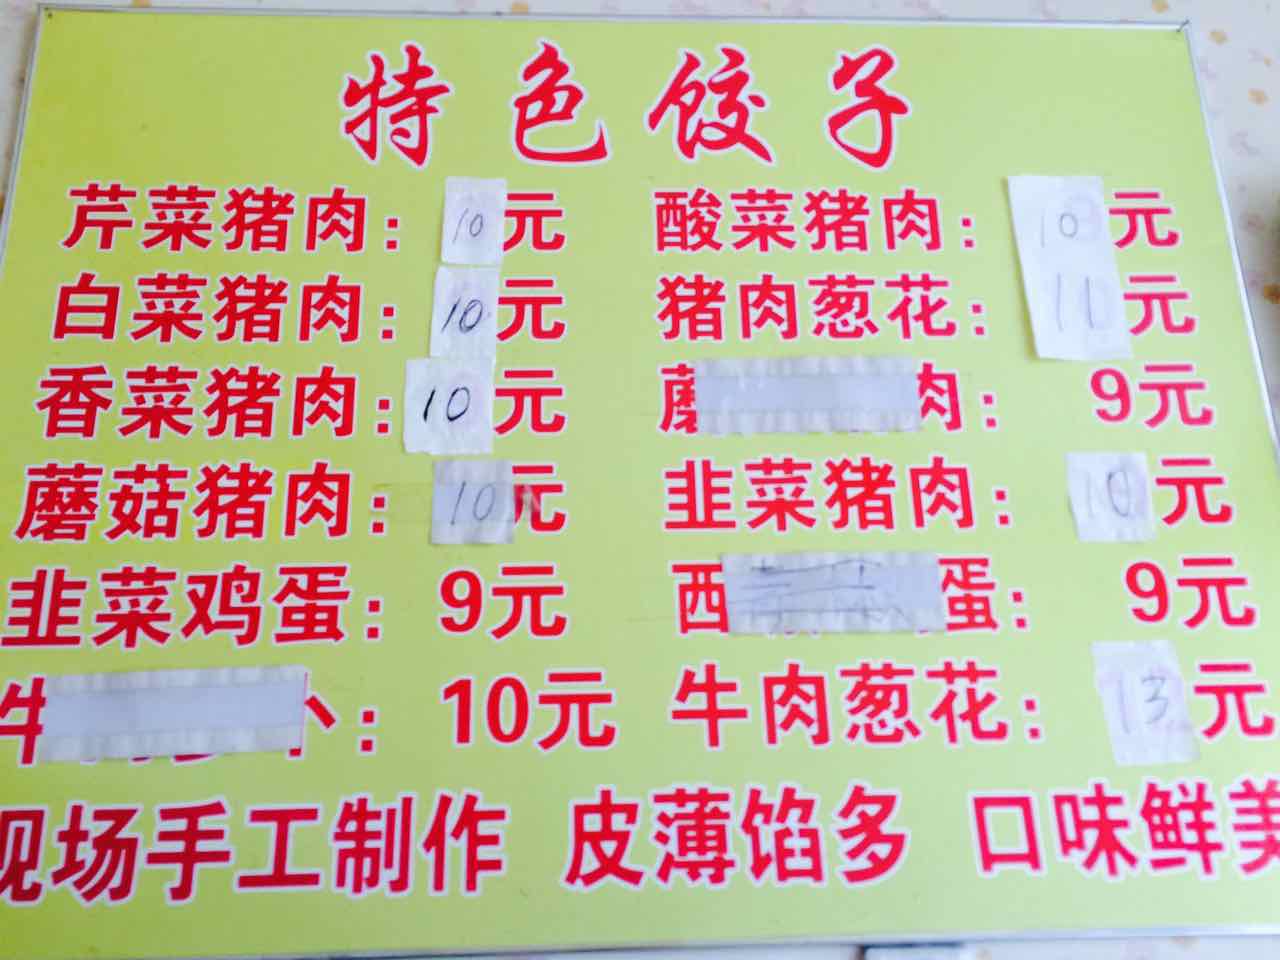 特色饺子
芹菜猪肉：10元 酸菜猪肉：10元
白菜猪肉：10元 猪肉葱花：11元
香菜猪肉：10元 蘑 肉：9元
蘑菇猪肉：10元 韭菜猪肉：10元
韭菜鸡蛋：9元 西 蛋：9元
牛 卜：10元 牛肉葱花：13元
现场手工制作 皮薄馅多 口味鲜美